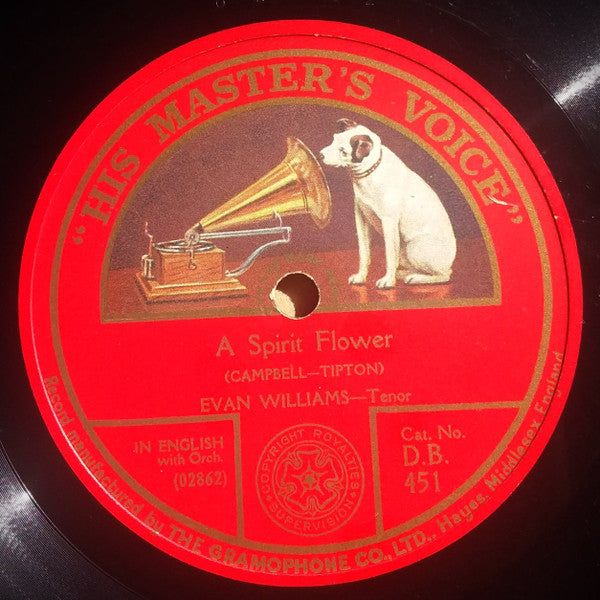 "HIS MASTER'S VOICE"
A Spirit Flower
(CAMPBELL—TIPTON)
EVAN WILLIAMS—Tenor
IN ENGLISH
with Orch.
(02862)
COPYRIGHT ROYALTIES
SUPERVISION
Cat. No.
D.B.
451
Record manufactured by THE GRAMOPHONE CO., LTD., Hayes, Middlesex, England.